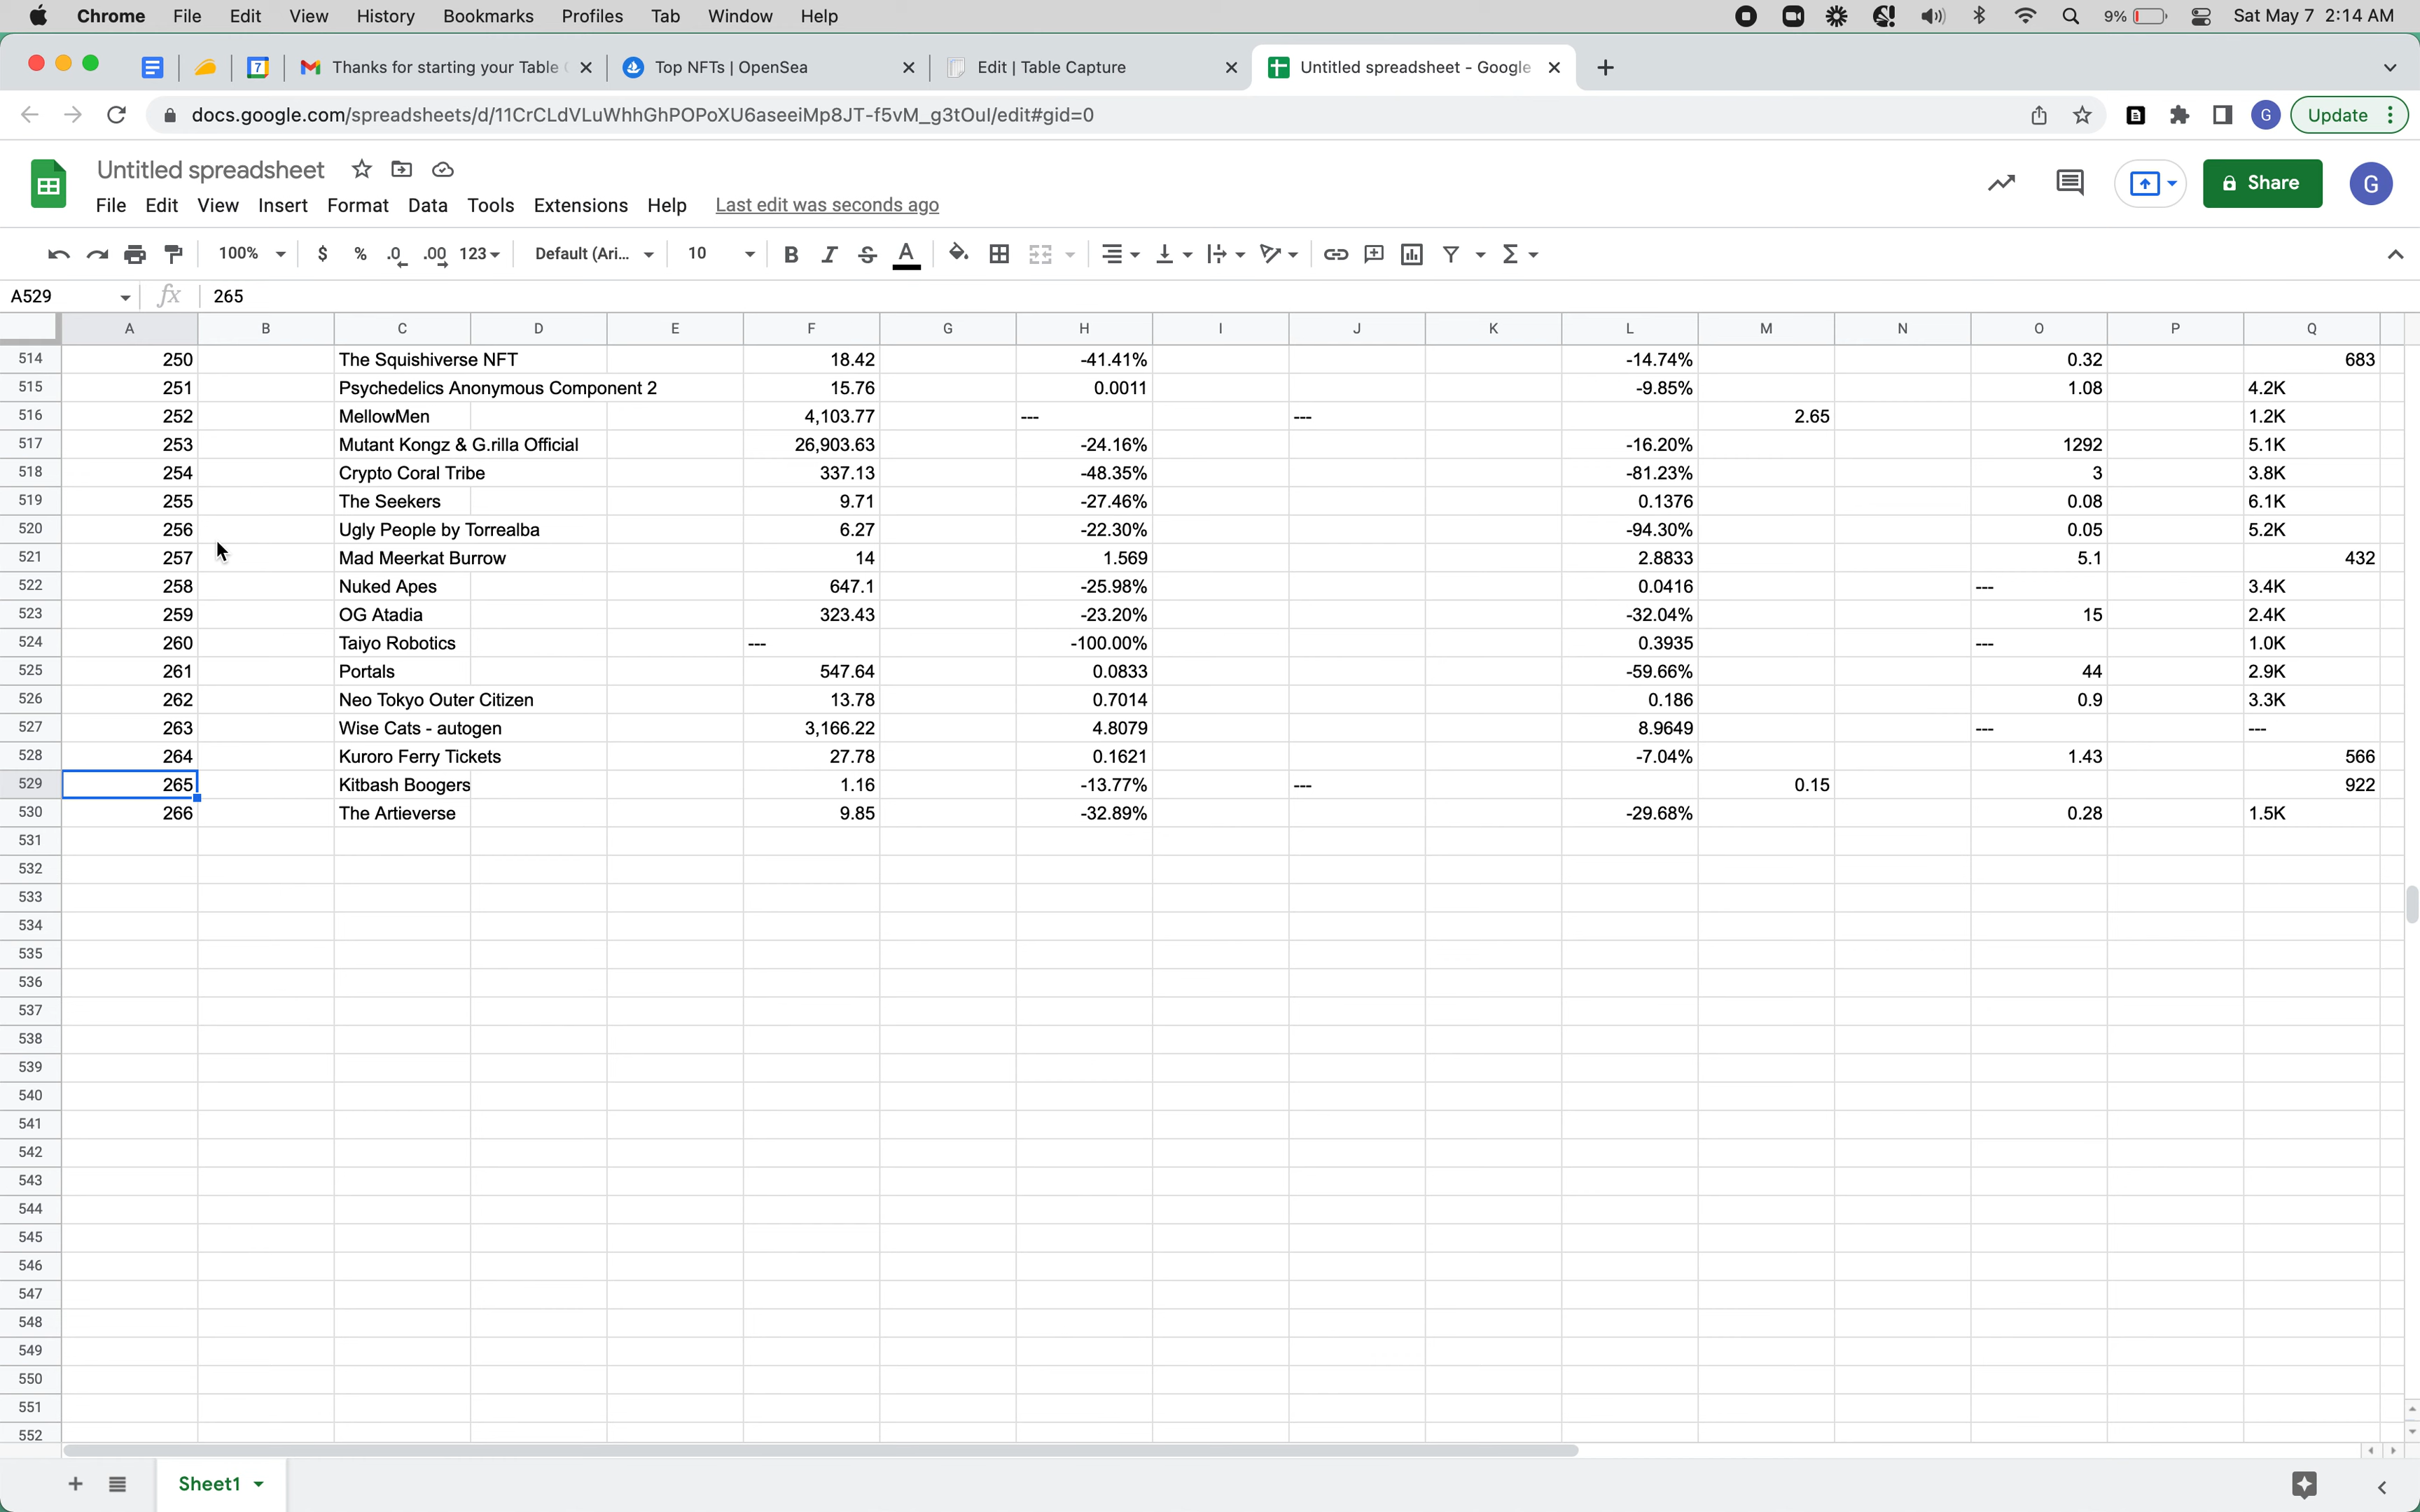 Chrome File Edit View History Bookmarks Profiles Tab Window Help 9% Sat May 7 2:14 AM
7 Thanks for starting your Table Top NFTs | OpenSea Edit | Table Capture Untitled spreadsheet - Google
docs.google.com/spreadsheets/d/11CrCLdVLuWhhGhPOPoXU6aseeiMp8JT-f5vM_g3tOuI/edit#gid=0 G Update
Untitled spreadsheet
File Edit View Insert Format Data Tools Extensions Help Last edit was seconds ago Share G
100% $ % .0 .00 123 Default (Ari... 10 B I S A Σ
A529 fx 265
A B C D E F G H I J K L M N O P Q
514 250 The Squishiverse NFT 18.42 -41.41% -14.74% 0.32 683
515 251 Psychedelics Anonymous Component 2 15.76 0.0011 -9.85% 1.08 4.2K
516 252 MellowMen 4,103.77 --- --- 2.65 1.2K
517 253 Mutant Kongz & G.rilla Official 26,903.63 -24.16% -16.20% 1292 5.1K
518 254 Crypto Coral Tribe 337.13 -48.35% -81.23% 3 3.8K
519 255 The Seekers 9.71 -27.46% 0.1376 0.08 6.1K
520 256 Ugly People by Torrealba 6.27 -22.30% -94.30% 0.05 5.2K
521 257 Mad Meerkat Burrow 14 1.569 2.8833 5.1 432
522 258 Nuked Apes 647.1 -25.98% 0.0416 --- 3.4K
523 259 OG Atadia 323.43 -23.20% -32.04% 15 2.4K
524 260 Taiyo Robotics --- -100.00% 0.3935 --- 1.0K
525 261 Portals 547.64 0.0833 -59.66% 44 2.9K
526 262 Neo Tokyo Outer Citizen 13.78 0.7014 0.186 0.9 3.3K
527 263 Wise Cats - autogen 3,166.22 4.8079 8.9649 --- ---
528 264 Kuroro Ferry Tickets 27.78 0.1621 -7.04% 1.43 566
529 265 Kitbash Boogers 1.16 -13.77% --- 0.15 922
530 266 The Artieverse 9.85 -32.89% -29.68% 0.28 1.5K
531
532
533
534
535
536
537
538
539
540
541
542
543
544
545
546
547
548
549
550
551
552
Sheet1